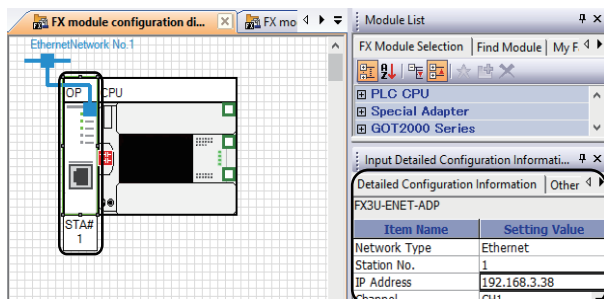 FX module configuration di...
FX mo
EthernetNetwork No.1
OP
CPU
STA#
1
Module List
FX Module Selection
Find Module
My F
PLC CPU
Special Adapter
GOT2000 Series
Input Detailed Configuration Informati...
Detailed Configuration Information
Other
FX3U-ENET-ADP
Item Name
Setting Value
Network Type
Ethernet
Station No.
1
IP Address
192.168.3.38
Channel
CH1